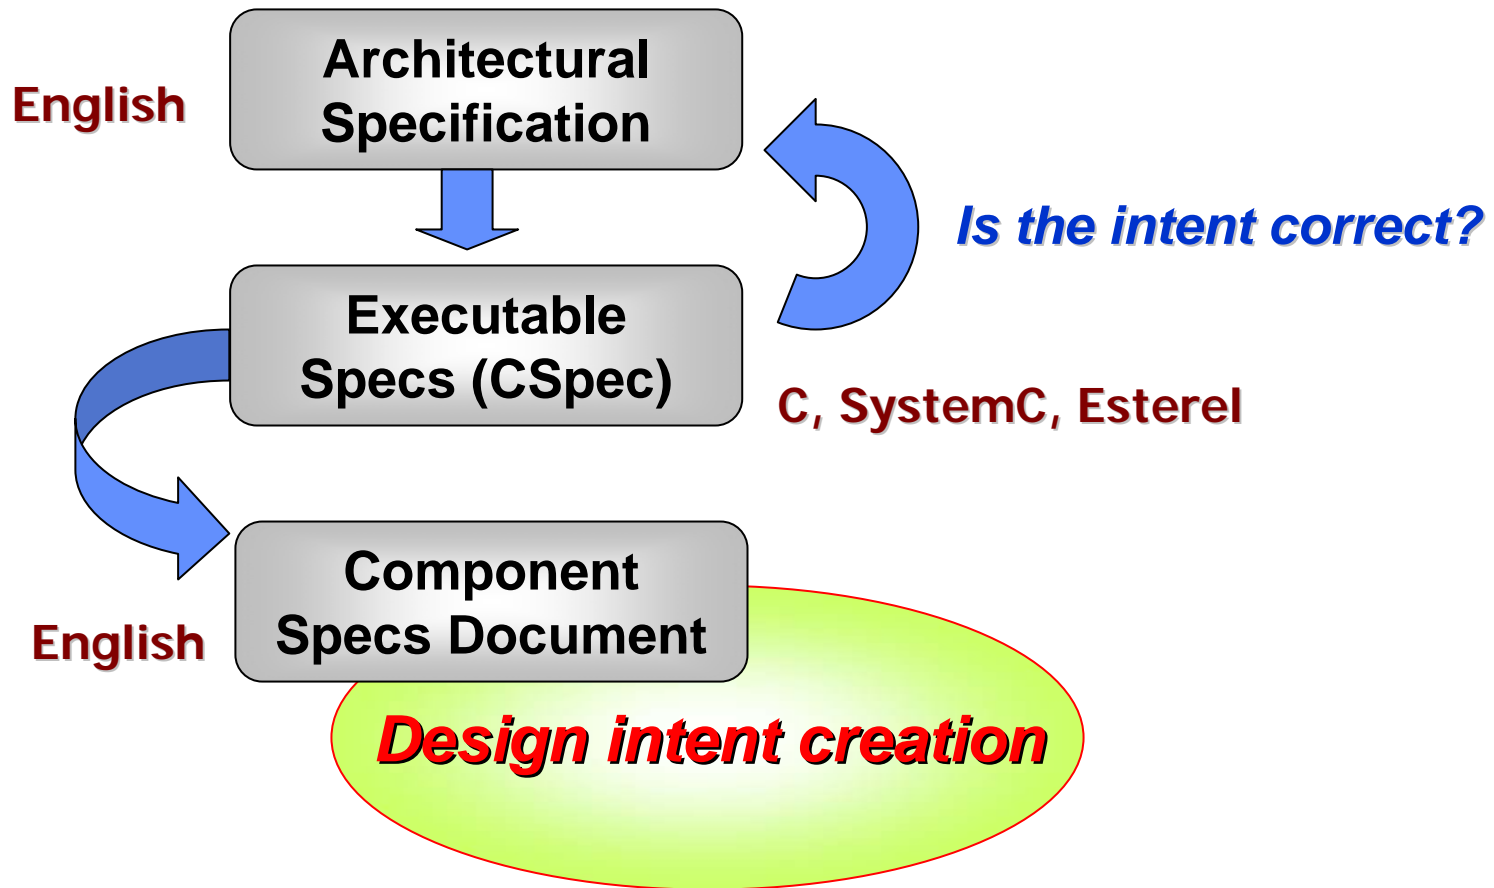 Architectural
Specification
English
Is the intent correct?
Executable
Specs (CSpec)
C, SystemC, Esterel
Component
Specs Document
English
Design intent creation